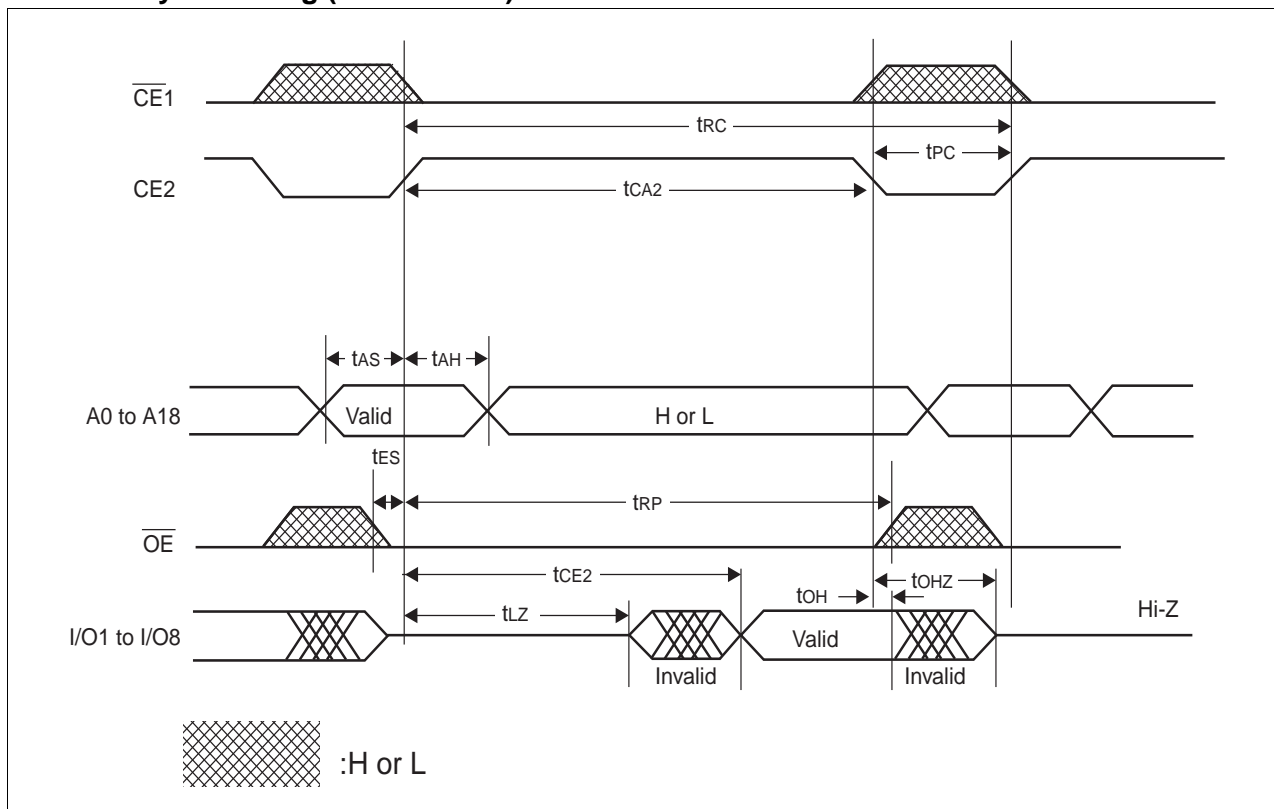 CE1
tRC
tPC
CE2
tCA2
tAS
tAH
A0 to A18
Valid
H or L
tES
tRP
OE
tCE2
tOHZ
tOH
tLZ
Hi-Z
I/O1 to I/O8
Valid
Invalid
Invalid
:H or L